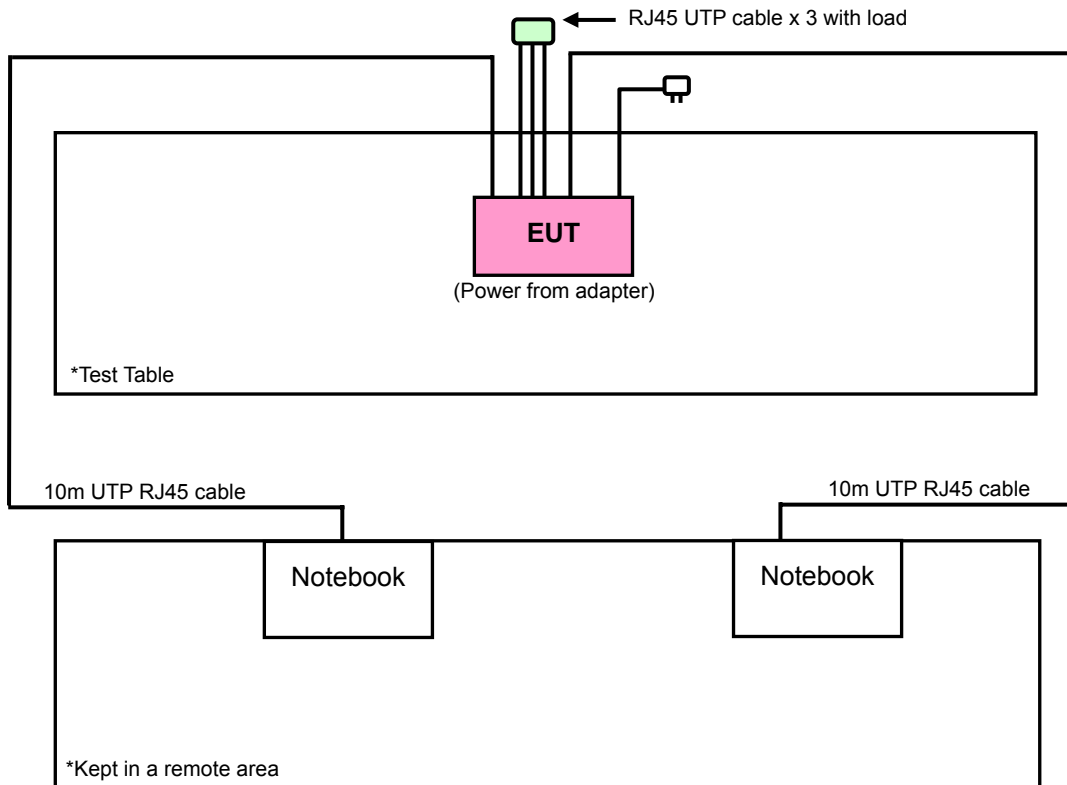 RJ45 UTP cable x 3 with load
EUT
(Power from adapter)
*Test Table
10m UTP RJ45 cable
10m UTP RJ45 cable
Notebook
Notebook
*Kept in a remote area